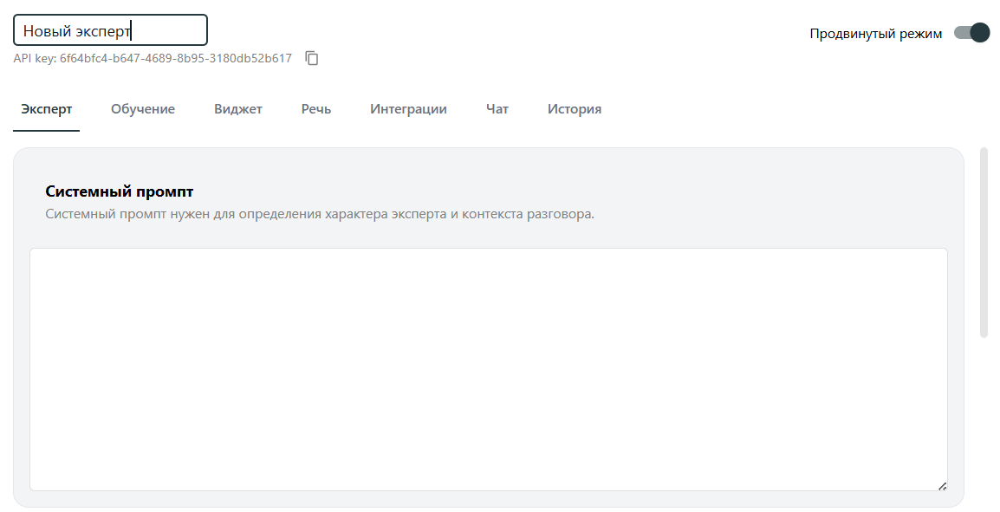 Новый эксперт
Продвинутый режим
API key: 6f64bfc4-b647-4689-8b95-3180db52b617
Эксперт Обучение Виджет Речь Интеграции Чат История
Системный промпт
Системный промпт нужен для определения характера эксперта и контекста разговора.